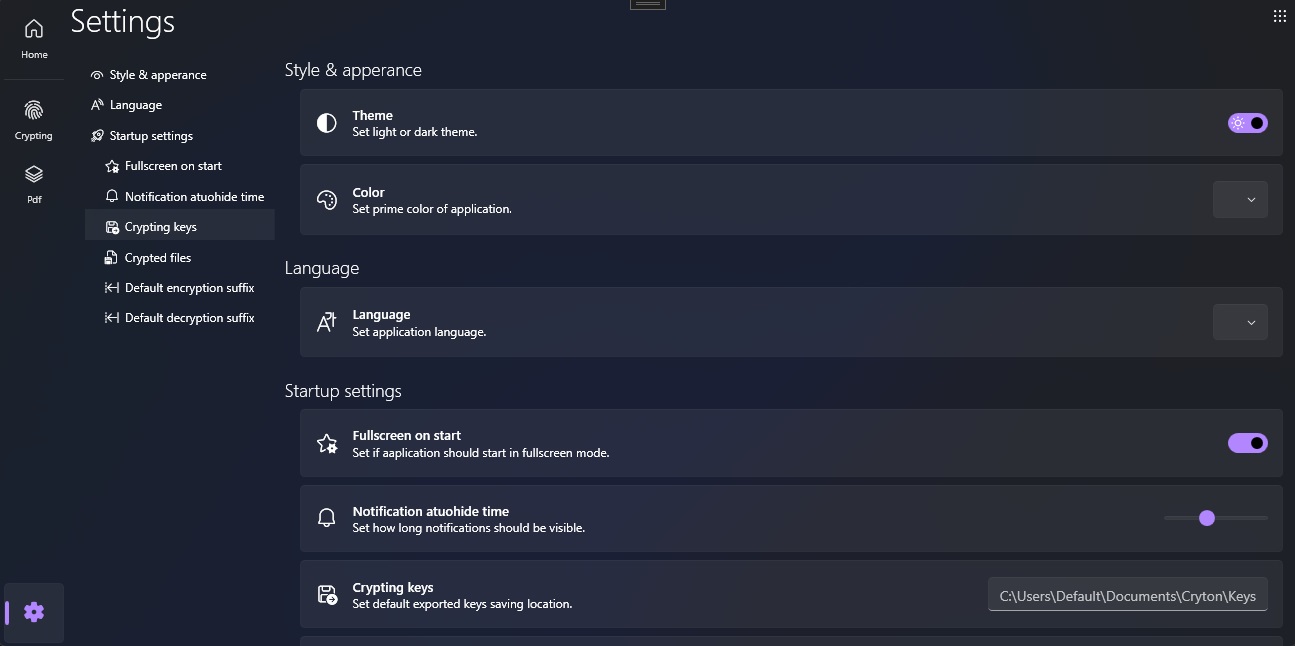 Settings
Home
Crypting
Pdf
Style & apperance
Language
Startup settings
Fullscreen on start
Notification atuohide time
Crypting keys
Crypted files
Default encryption suffix
Default decryption suffix
Style & apperance
Theme
Set light or dark theme.
Color
Set prime color of application.
Language
Language
Set application language.
Startup settings
Fullscreen on start
Set if aaplication should start in fullscreen mode.
Notification atuohide time
Set how long notifications should be visible.
Crypting keys
Set default exported keys saving location.
C:\Users\Default\Documents\Cryton\Keys